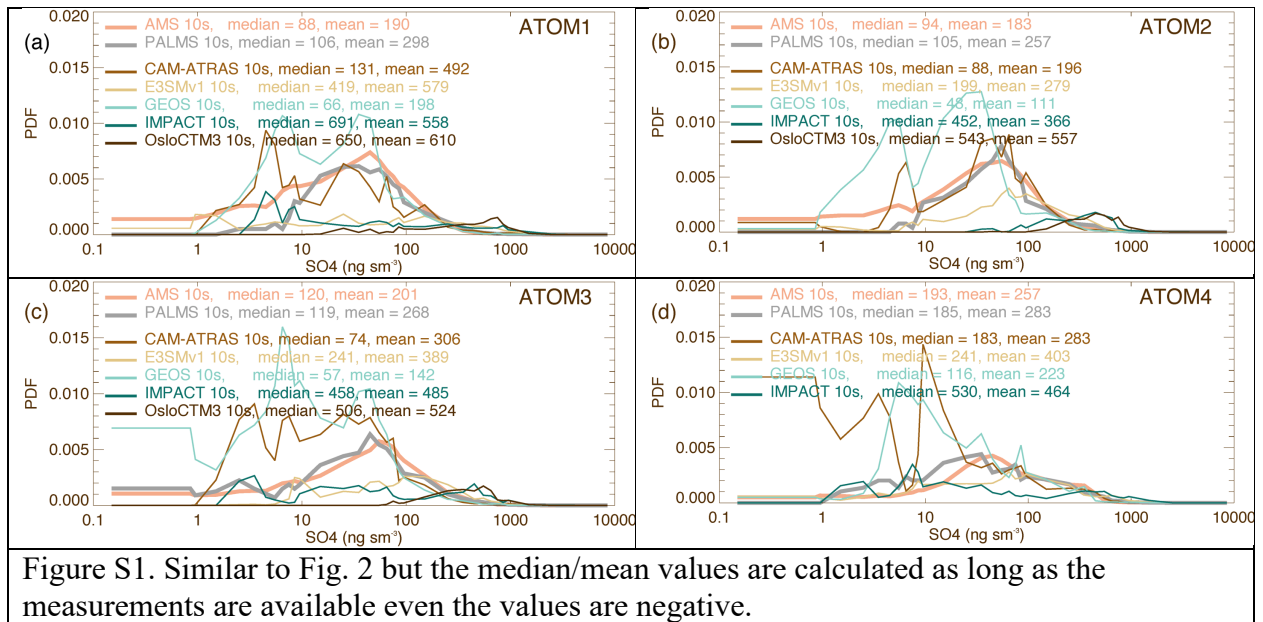 0.020
0.015
0.010
0.005
0.000
PDF
(a)
ATOM1
AMS 10s, median = 88, mean = 190
PALMS 10s, median = 106, mean = 298
CAM-ATRAS 10s, median = 131, mean = 492
E3SMv1 10s, median = 419, mean = 579
GEOS 10s, median = 66, mean = 198
IMPACT 10s, median = 691, mean = 558
OsloCTM3 10s, median = 650, mean = 610
0.1 1 10 100 1000 10000
SO4 (ng sm⁻³)
0.020
0.015
0.010
0.005
0.000
PDF
(b)
ATOM2
AMS 10s, median = 94, mean = 183
PALMS 10s, median = 105, mean = 257
CAM-ATRAS 10s, median = 88, mean = 196
E3SMv1 10s, median = 199, mean = 279
GEOS 10s, median = 48, mean = 111
IMPACT 10s, median = 452, mean = 366
OsloCTM3 10s, median = 543, mean = 557
0.1 1 10 100 1000 10000
SO4 (ng sm⁻³)
0.020
0.015
0.010
0.005
0.000
PDF
(c)
ATOM3
AMS 10s, median = 120, mean = 201
PALMS 10s, median = 119, mean = 268
CAM-ATRAS 10s, median = 74, mean = 306
E3SMv1 10s, median = 241, mean = 389
GEOS 10s, median = 57, mean = 142
IMPACT 10s, median = 458, mean = 485
OsloCTM3 10s, median = 506, mean = 524
0.1 1 10 100 1000 10000
SO4 (ng sm⁻³)
0.020
0.015
0.010
0.005
0.000
PDF
(d)
ATOM4
AMS 10s, median = 193, mean = 257
PALMS 10s, median = 185, mean = 283
CAM-ATRAS 10s, median = 183, mean = 283
E3SMv1 10s, median = 241, mean = 403
GEOS 10s, median = 116, mean = 223
IMPACT 10s, median = 530, mean = 464
0.1 1 10 100 1000 10000
SO4 (ng sm⁻³)
Figure S1. Similar to Fig. 2 but the median/mean values are calculated as long as the
measurements are available even the values are negative.